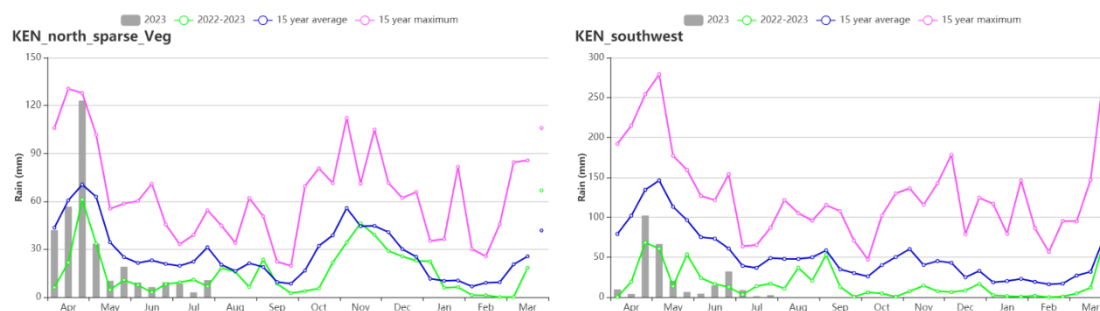 2023 2022-2023 15 year average 15 year maximum
KEN_north_sparse_Veg
150
120
90
60
30
0
Rain (mm)
Apr May Jun Jul Aug Sep Oct Nov Dec Jan Feb Mar
2023 2022-2023 15 year average 15 year maximum
KEN_southwest
300
250
200
150
100
50
0
Rain (mm)
Apr May Jun Jul Aug Sep Oct Nov Dec Jan Feb Mar